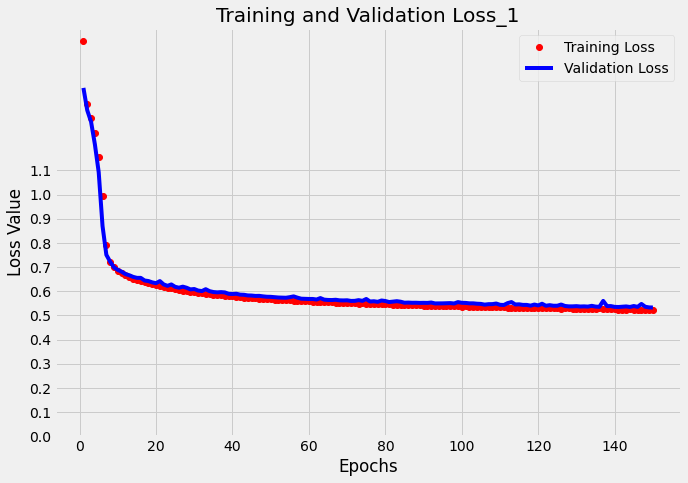 Training and Validation Loss_1
Training Loss
Validation Loss
Loss Value
1.1
1.0
0.9
0.8
0.7
0.6
0.5
0.4
0.3
0.2
0.1
0.0
0 20 40 60 80 100 120 140
Epochs